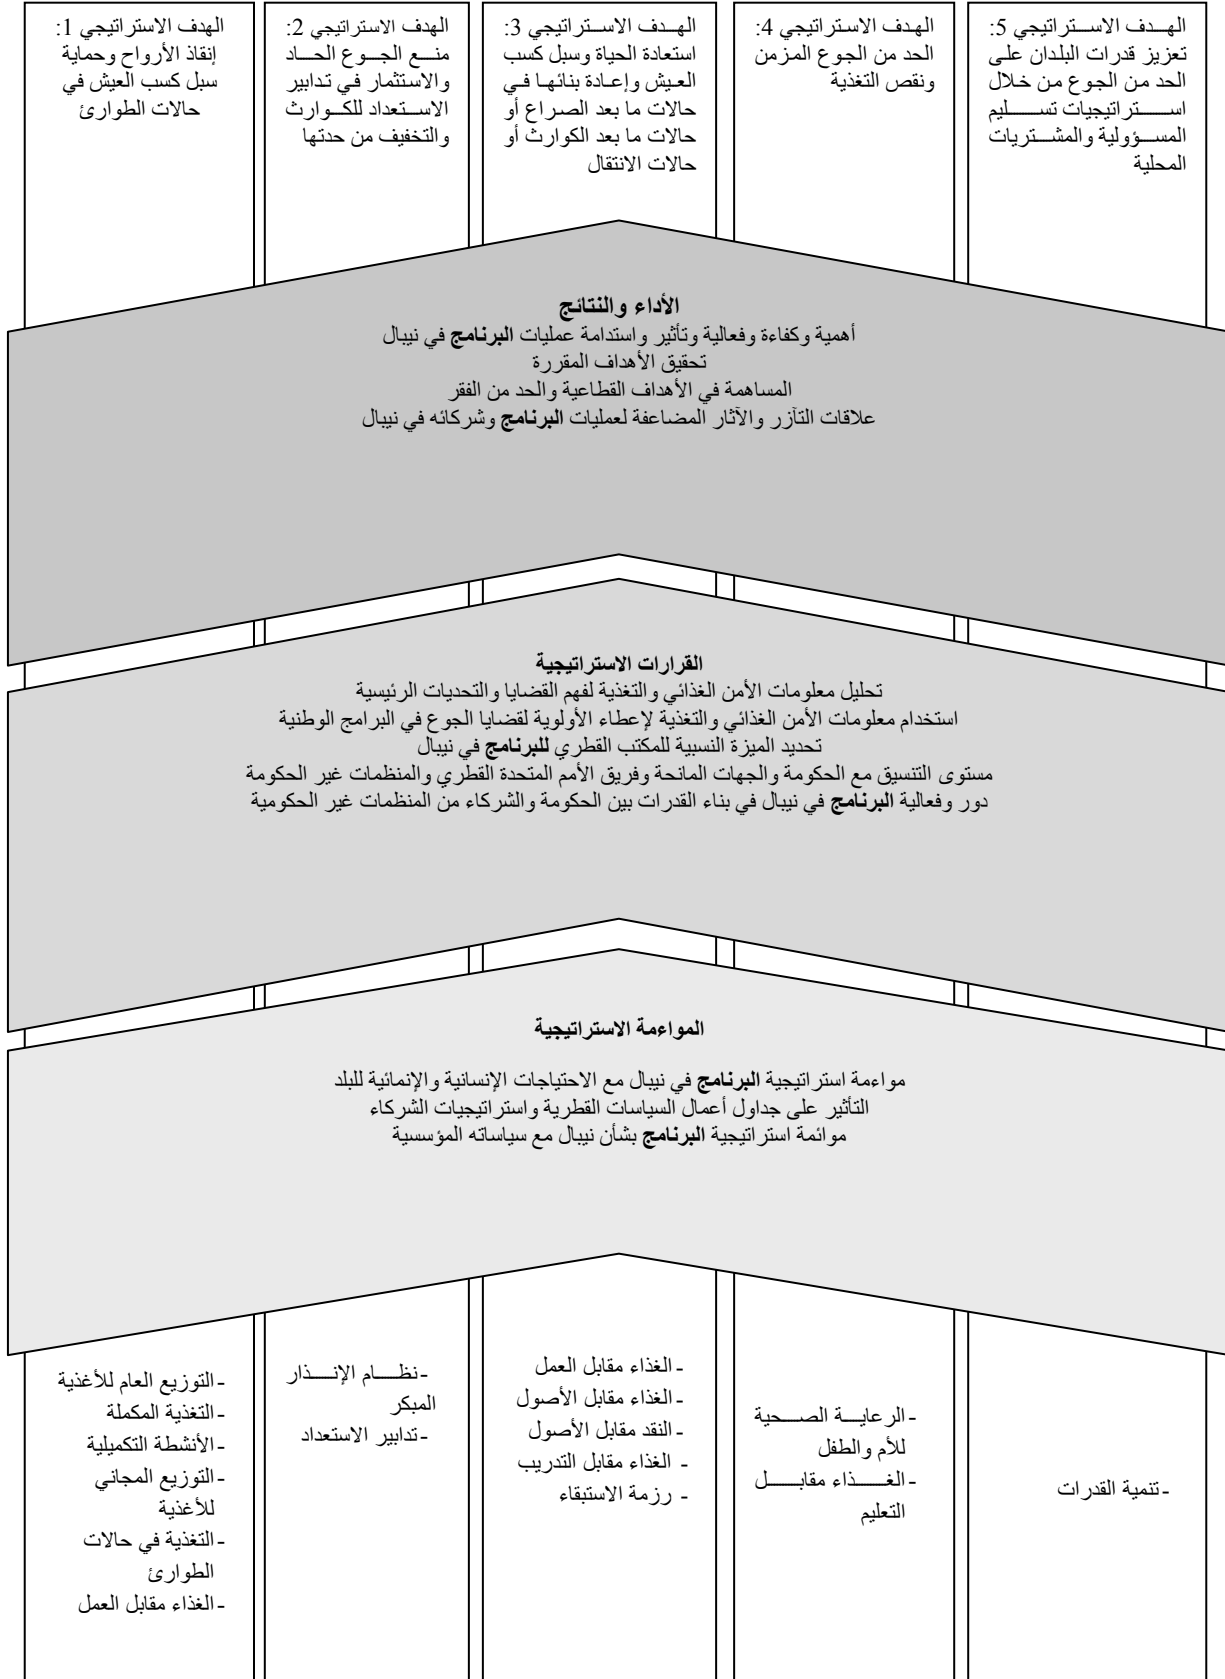 الهدف الاستراتيجي 1:
إنقاذ الأرواح وحماية
سبل كسب العيش في
حالات الطوارئ
الهدف الاستراتيجي 2:
منع الجوع الحاد
والاستثمار في تدابير
الاستعداد للكوارث
والتخفيف من حدتها
الهدف الاستراتيجي 3:
استعادة الحياة وسبل كسب
العيش وإعادة بنائها في
حالات ما بعد الصراع أو
حالات ما بعد الكوارث أو
حالات الانتقال
الهدف الاستراتيجي 4:
الحد من الجوع المزمن
ونقص التغذية
الهدف الاستراتيجي 5:
تعزيز قدرات البلدان على
الحد من الجوع من خلال
استراتيجيات تسليم
المسؤولية والمشتريات
المحلية
الأداء والنتائج
أهمية وكفاءة وفعالية وتأثير واستدامة عمليات البرنامج في نيبال
تحقيق الأهداف المقررة
المساهمة في الأهداف القطاعية والحد من الفقر
علاقات التآزر والآثار المضاعفة لعمليات البرنامج وشركائه في نيبال
القرارات الاستراتيجية
تحليل معلومات الأمن الغذائي والتغذية لفهم القضايا والتحديات الرئيسية
استخدام معلومات الأمن الغذائي والتغذية لإعطاء الأولوية لقضايا الجوع في البرامج الوطنية
تحديد الميزة النسبية للمكتب القطري للبرنامج في نيبال
مستوى التنسيق مع الحكومة والجهات المانحة وفريق الأمم المتحدة القطري والمنظمات غير الحكومة
دور وفعالية البرنامج في نيبال في بناء القدرات بين الحكومة والشركاء من المنظمات غير الحكومية
المواءمة الاستراتيجية
مواءمة استراتيجية البرنامج في نيبال مع الاحتياجات الإنسانية والإنمائية للبلد
التأثير على جداول أعمال السياسات القطرية واستراتيجيات الشركاء
موائمة استراتيجية البرنامج بشأن نيبال مع سياساته المؤسسية
- التوزيع العام للأغذية
- التغذية المكملة
- الأنشطة التكميلية
- التوزيع المجاني
للأغذية
- التغذية في حالات
الطوارئ
- الغذاء مقابل العمل
- نظام الإنذار
المبكر
- تدابير الاستعداد
- الغذاء مقابل العمل
- الغذاء مقابل الأصول
- النقد مقابل الأصول
- الغذاء مقابل التدريب
- رزمة الاستبقاء
- الرعاية الصحية
للأم والطفل
- الغذاء مقابل
التعليم
- تنمية القدرات